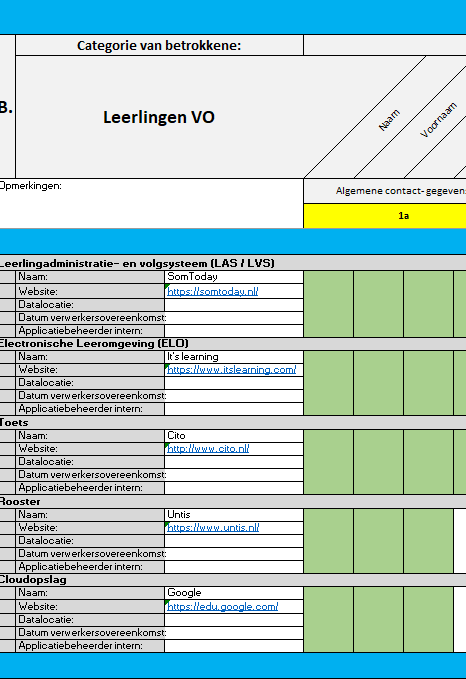 Categorie van betrokkene:
B.
Leerlingen VO
Naam
Voornaam
Opmerkingen:
Algemene contact- gegevens
1a
Leerlingadministratie- en volgsysteem (LAS / LVS)
Naam: SomToday
Website: https://somtoday.nl/
Datalocatie:
Datum verwerkersovereenkomst:
Applicatiebeheerder intern:
Electronische Leeromgeving (ELO)
Naam: It's learning
Website: https://www.itslearning.com/
Datalocatie:
Datum verwerkersovereenkomst:
Applicatiebeheerder intern:
Toets
Naam: Cito
Website: http://www.cito.nl/
Datalocatie:
Datum verwerkersovereenkomst:
Applicatiebeheerder intern:
Rooster
Naam: Untis
Website: https://www.untis.nl/
Datalocatie:
Datum verwerkersovereenkomst:
Applicatiebeheerder intern:
Cloudopslag
Naam: Google
Website: https://edu.google.com/
Datalocatie:
Datum verwerkersovereenkomst:
Applicatiebeheerder intern: